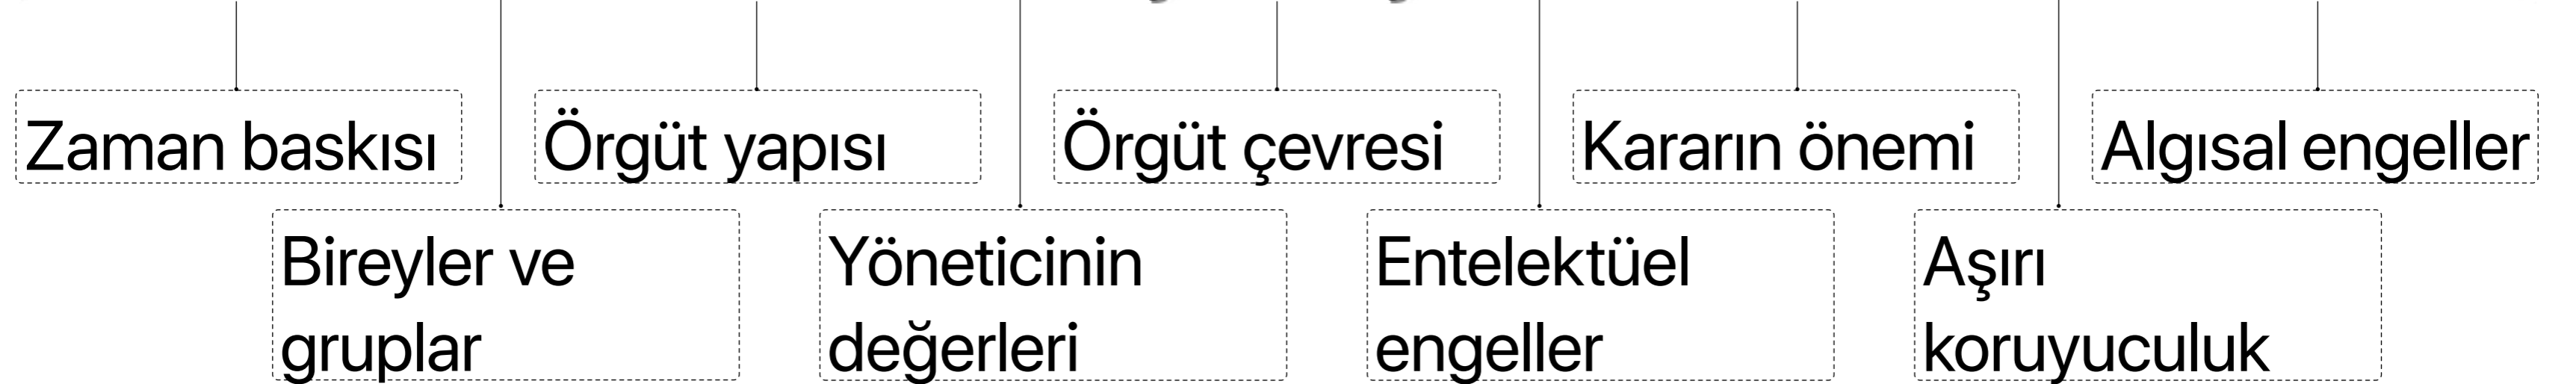 Zaman baskısı
Örgüt yapısı
Örgüt çevresi
Kararın önemi
Algısal engeller
Bireyler ve
gruplar
Yöneticinin
değerleri
Entelektüel
engeller
Aşırı
koruyuculuk